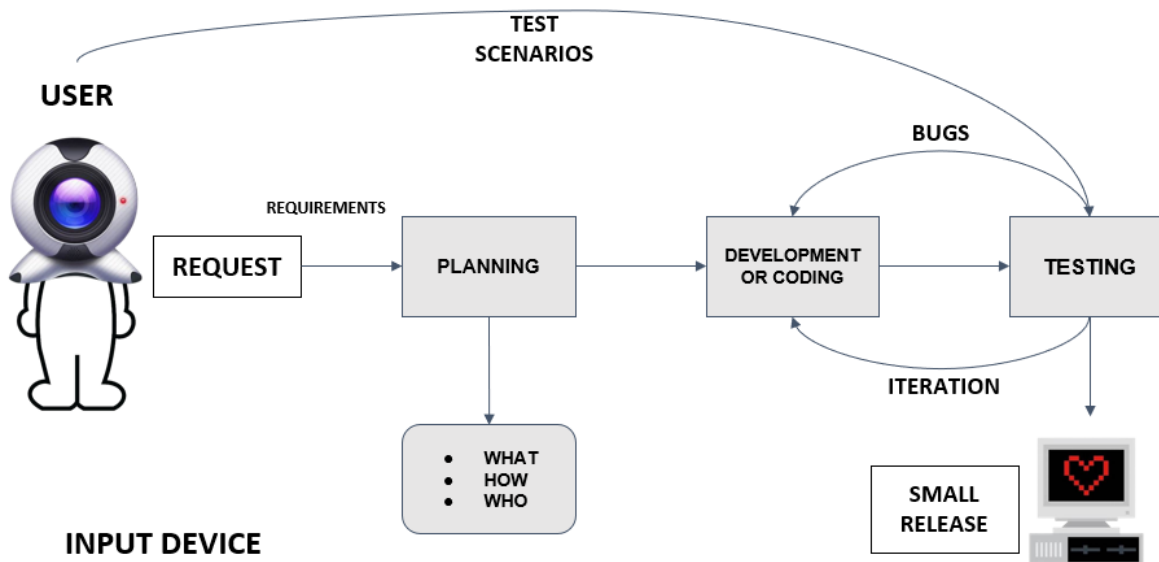 TEST
SCENARIOS
USER
BUGS
REQUIREMENTS
REQUEST
PLANNING
DEVELOPMENT
OR CODING
TESTING
ITERATION
● WHAT
● HOW
● WHO
SMALL
RELEASE
INPUT DEVICE